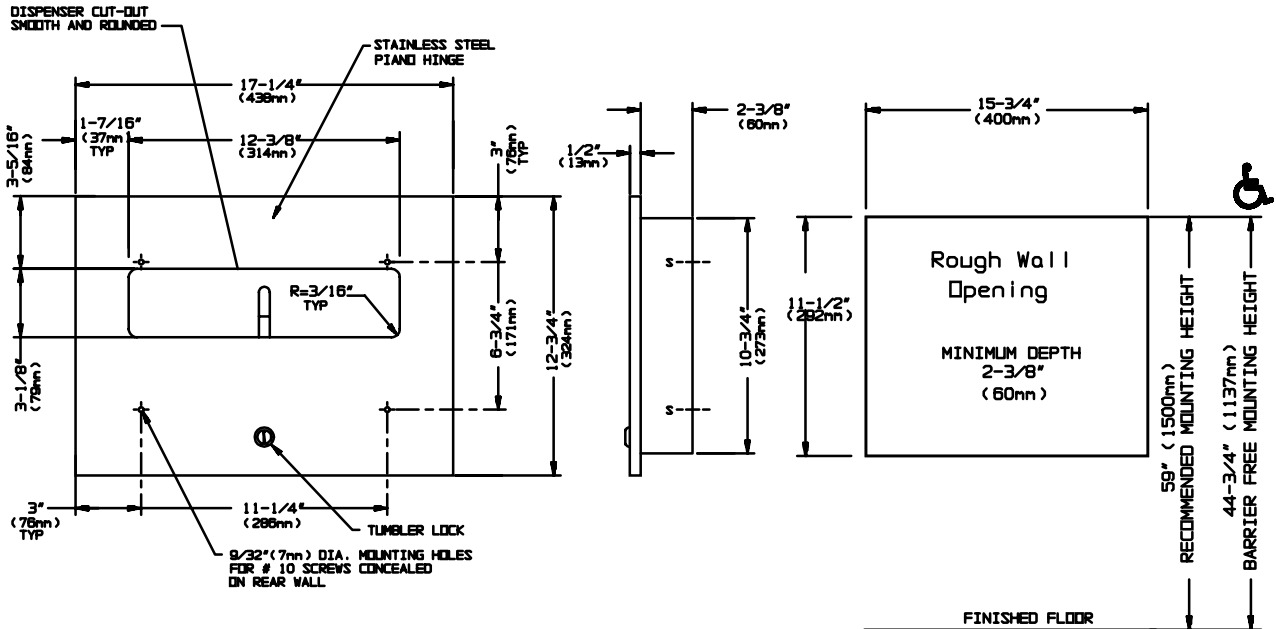 DISPENSER CUT-OUT
SMOOTH AND ROUNDED
STAINLESS STEEL
PIANO HINGE
17-1/4"
(438mm)
1-7/16"
(37mm)
TYP
12-3/8"
(314mm)
3-5/16"
(84mm)
3"
(76mm)
TYP
R=3/16"
TYP
3-1/8"
(79mm)
6-3/4"
(171mm)
12-3/4"
(324mm)
3"
(76mm)
TYP
11-1/4"
(286mm)
TUMBLER LOCK
9/32"(7mm) DIA. MOUNTING HOLES
FOR # 10 SCREWS CONCEALED
ON REAR WALL
2-3/8"
(60mm)
1/2"
(13mm)
S
S
10-3/4"
(273mm)
15-3/4"
(400mm)
11-1/2"
(292mm)
Rough Wall
Opening
MINIMUM DEPTH
2-3/8"
(60mm)
59" (1500mm)
RECOMMENDED MOUNTING HEIGHT
44-3/4" (1137mm)
BARRIER FREE MOUNTING HEIGHT
FINISHED FLOOR